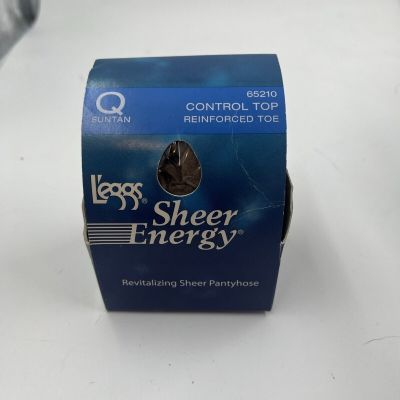 65210
Q
CONTROL TOP
SUNTAN
REINFORCED TOE
L'eggs®
Sheer
Energy®
Revitalizing Sheer Pantyhose